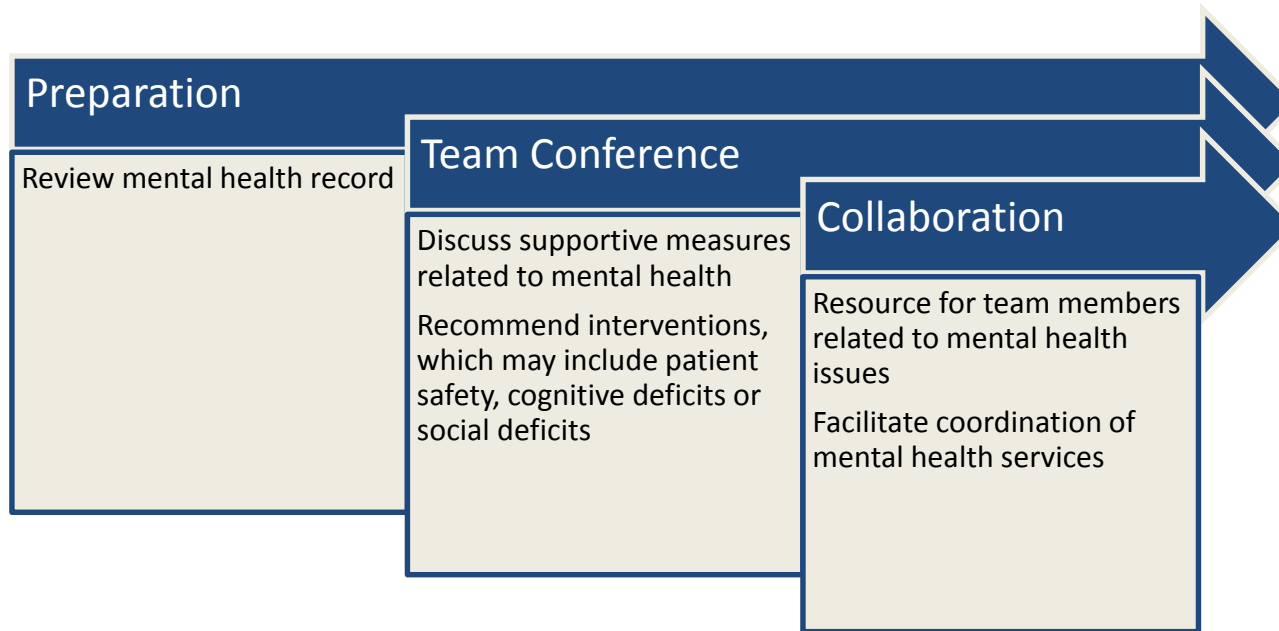 Preparation
Review mental health record
Team Conference
Discuss supportive measures
related to mental health
Recommend interventions,
which may include patient
safety, cognitive deficits or
social deficits
Collaboration
Resource for team members
related to mental health
issues
Facilitate coordination of
mental health services